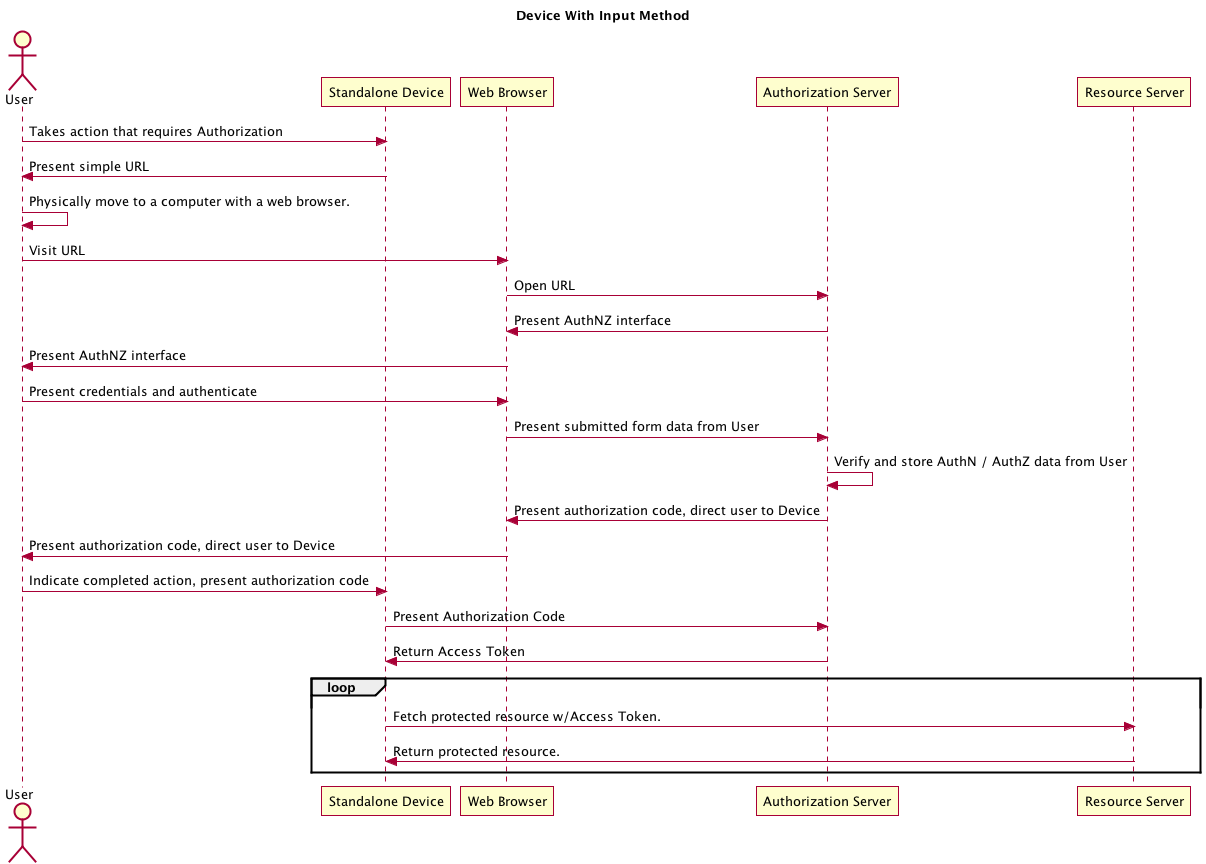 Device With Input Method
User
Standalone Device
Web Browser
Authorization Server
Resource Server
Takes action that requires Authorization
Present simple URL
Physically move to a computer with a web browser.
Visit URL
Open URL
Present AuthNZ interface
Present AuthNZ interface
Present credentials and authenticate
Present submitted form data from User
Verify and store AuthN / AuthZ data from User
Present authorization code, direct user to Device
Present authorization code, direct user to Device
Indicate completed action, present authorization code
Present Authorization Code
Return Access Token
loop
Fetch protected resource w/Access Token.
Return protected resource.
User
Standalone Device
Web Browser
Authorization Server
Resource Server